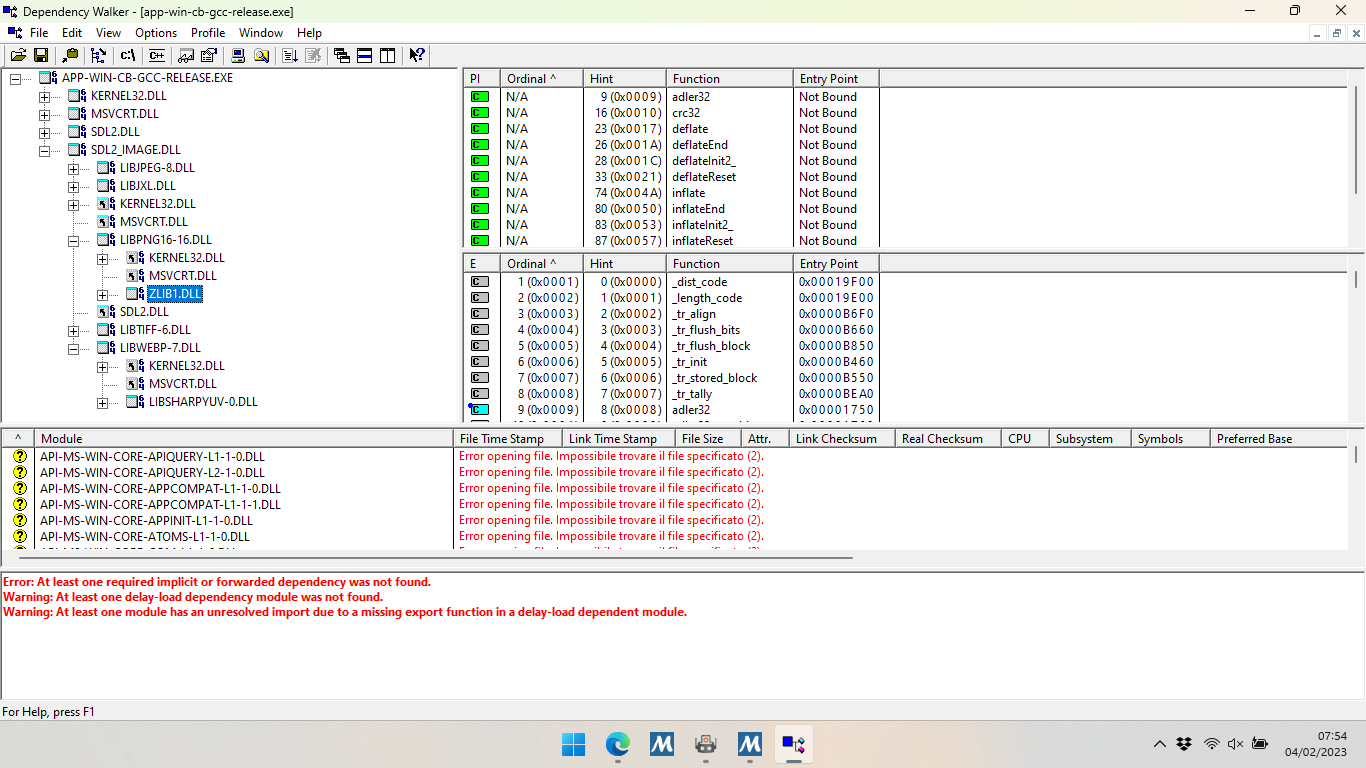 Dependency Walker - [app-win-cb-gcc-release.exe]
File Edit View Options Profile Window Help
C:\ C++
APP-WIN-CB-GCC-RELEASE.EXE
KERNEL32.DLL
MSVCRT.DLL
SDL2.DLL
SDL2_IMAGE.DLL
LIBJPEG-8.DLL
LIBJXL.DLL
KERNEL32.DLL
MSVCRT.DLL
LIBPNG16-16.DLL
KERNEL32.DLL
MSVCRT.DLL
ZLIB1.DLL
SDL2.DLL
LIBTIFF-6.DLL
LIBWEBP-7.DLL
KERNEL32.DLL
MSVCRT.DLL
LIBSHARPYUV-0.DLL
PI Ordinal ^ Hint Function Entry Point
C N/A 9 (0x0009) adler32 Not Bound
C N/A 16 (0x0010) crc32 Not Bound
C N/A 23 (0x0017) deflate Not Bound
C N/A 26 (0x001A) deflateEnd Not Bound
C N/A 28 (0x001C) deflateInit2_ Not Bound
C N/A 33 (0x0021) deflateReset Not Bound
C N/A 74 (0x004A) inflate Not Bound
C N/A 80 (0x0050) inflateEnd Not Bound
C N/A 83 (0x0053) inflateInit2_ Not Bound
C N/A 87 (0x0057) inflateReset Not Bound
E Ordinal ^ Hint Function Entry Point
C 1 (0x0001) 0 (0x0000) _dist_code 0x00019F00
C 2 (0x0002) 1 (0x0001) _length_code 0x00019E00
C 3 (0x0003) 2 (0x0002) _tr_align 0x0000B6F0
C 4 (0x0004) 3 (0x0003) _tr_flush_bits 0x0000B660
C 5 (0x0005) 4 (0x0004) _tr_flush_block 0x0000B850
C 6 (0x0006) 5 (0x0005) _tr_init 0x0000B460
C 7 (0x0007) 6 (0x0006) _tr_stored_block 0x0000B550
C 8 (0x0008) 7 (0x0007) _tr_tally 0x0000BEA0
C 9 (0x0009) 8 (0x0008) adler32 0x00001750
^ Module File Time Stamp Link Time Stamp File Size Attr. Link Checksum Real Checksum CPU Subsystem Symbols Preferred Base
? API-MS-WIN-CORE-APIQUERY-L1-1-0.DLL Error opening file. Impossibile trovare il file specificato (2).
? API-MS-WIN-CORE-APIQUERY-L2-1-0.DLL Error opening file. Impossibile trovare il file specificato (2).
? API-MS-WIN-CORE-APPCOMPAT-L1-1-0.DLL Error opening file. Impossibile trovare il file specificato (2).
? API-MS-WIN-CORE-APPCOMPAT-L1-1-1.DLL Error opening file. Impossibile trovare il file specificato (2).
? API-MS-WIN-CORE-APPINIT-L1-1-0.DLL Error opening file. Impossibile trovare il file specificato (2).
? API-MS-WIN-CORE-ATOMS-L1-1-0.DLL Error opening file. Impossibile trovare il file specificato (2).
Error: At least one required implicit or forwarded dependency was not found.
Warning: At least one delay-load dependency module was not found.
Warning: At least one module has an unresolved import due to a missing export function in a delay-load dependent module.
For Help, press F1
07:54
04/02/2023